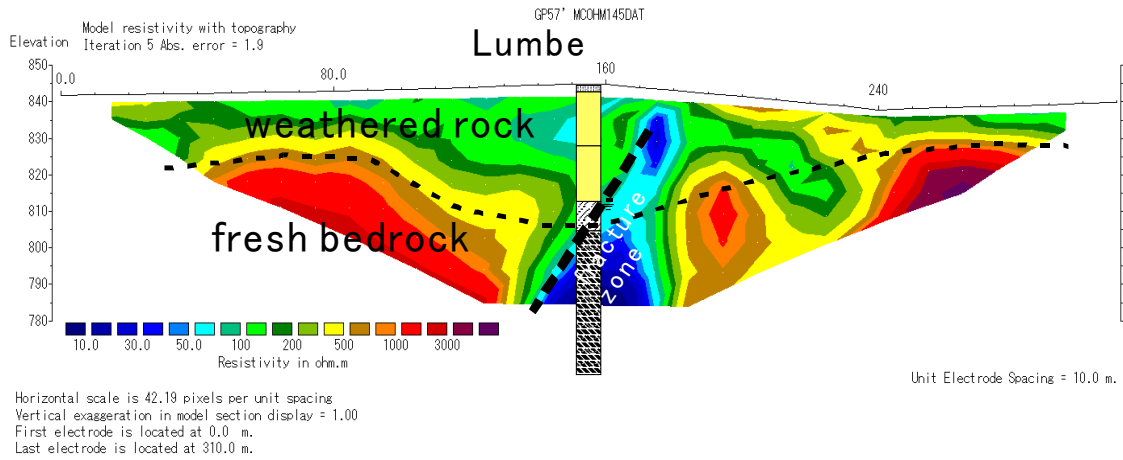 GP57' MCOHM145DAT
Model resistivity with topography
Elevation Iteration 5 Abs. error = 1.9
Lumbe
850
0.0 80.0 160 240
840
830
820
810
800
790
780
weathered rock
fresh bedrock
fracture
zone
10.0 30.0 50.0 100 200 500 1000 3000
Resistivity in ohm.m
Unit Electrode Spacing = 10.0 m.
Horizontal scale is 42.19 pixels per unit spacing
Vertical exaggeration in model section display = 1.00
First electrode is located at 0.0 m.
Last electrode is located at 310.0 m.